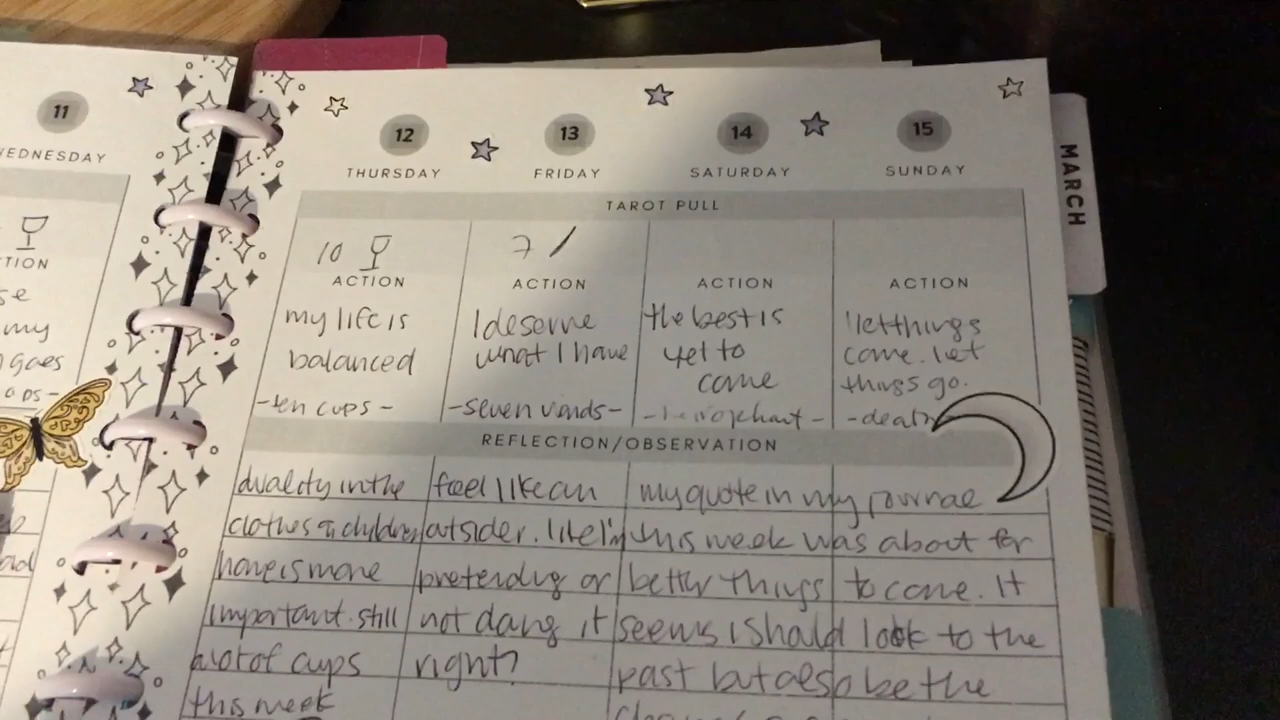 11
WEDNESDAY
TION
se
my
goes
12
THURSDAY
13
FRIDAY
14
SATURDAY
15
SUNDAY
MARCH
TAROT PULL
10
7
ACTION
ACTION
ACTION
ACTION
my life is
balanced
-ten cups-
I deserve
what I have
-seven wands-
the best is
yet to
come
let things
come. let
things go.
-death
REFLECTION/OBSERVATION
duality in the
clothes & children
home is more
important. still
a lot of cups
this week
feel like an
outsider. like I'm
pretending or
not doing it
right?
my quote in my journal
this week was about for
better things to come. It
seems I should look to the
past but also be the